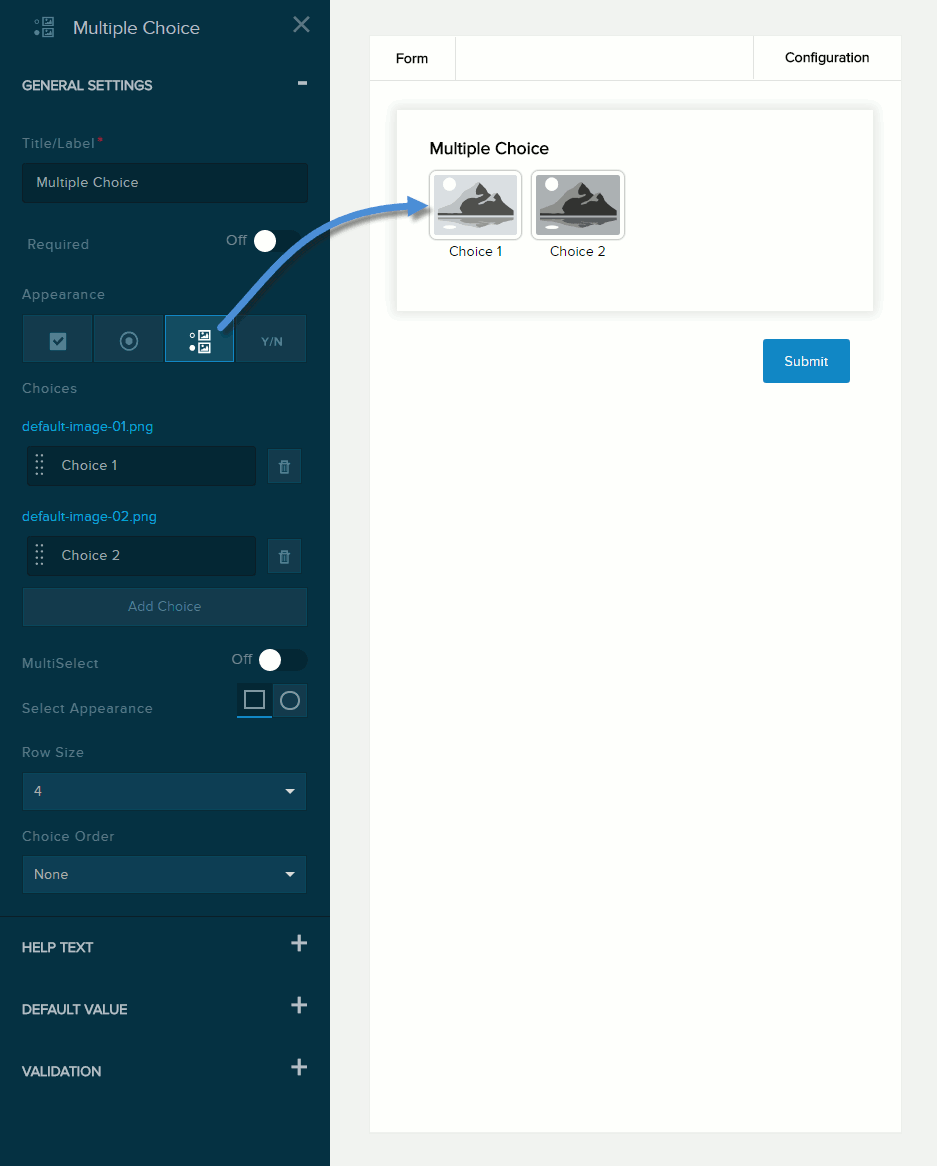 Multiple Choice
GENERAL SETTINGS
Title/Label*
Multiple Choice
Required
Off
Appearance
Y/N
Choices
default-image-01.png
Choice 1
default-image-02.png
Choice 2
Add Choice
MultiSelect
Off
Select Appearance
Row Size
4
Choice Order
None
HELP TEXT
DEFAULT VALUE
VALIDATION
Form
Configuration
Multiple Choice
Choice 1
Choice 2
Submit